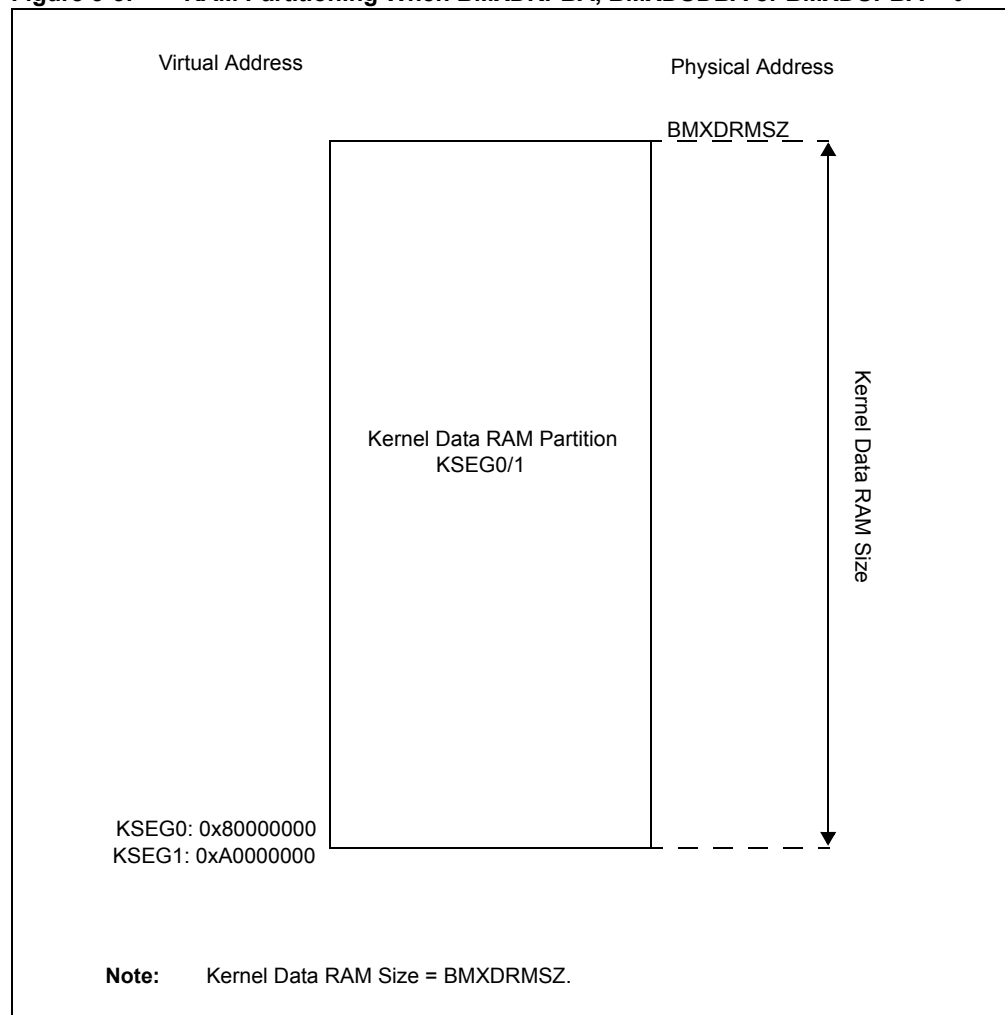 Virtual Address
Physical Address
BMXDRMSZ
Kernel Data RAM Partition
KSEG0/1
Kernel Data RAM Size
KSEG0: 0x80000000
KSEG1: 0xA0000000
Note: Kernel Data RAM Size = BMXDRMSZ.